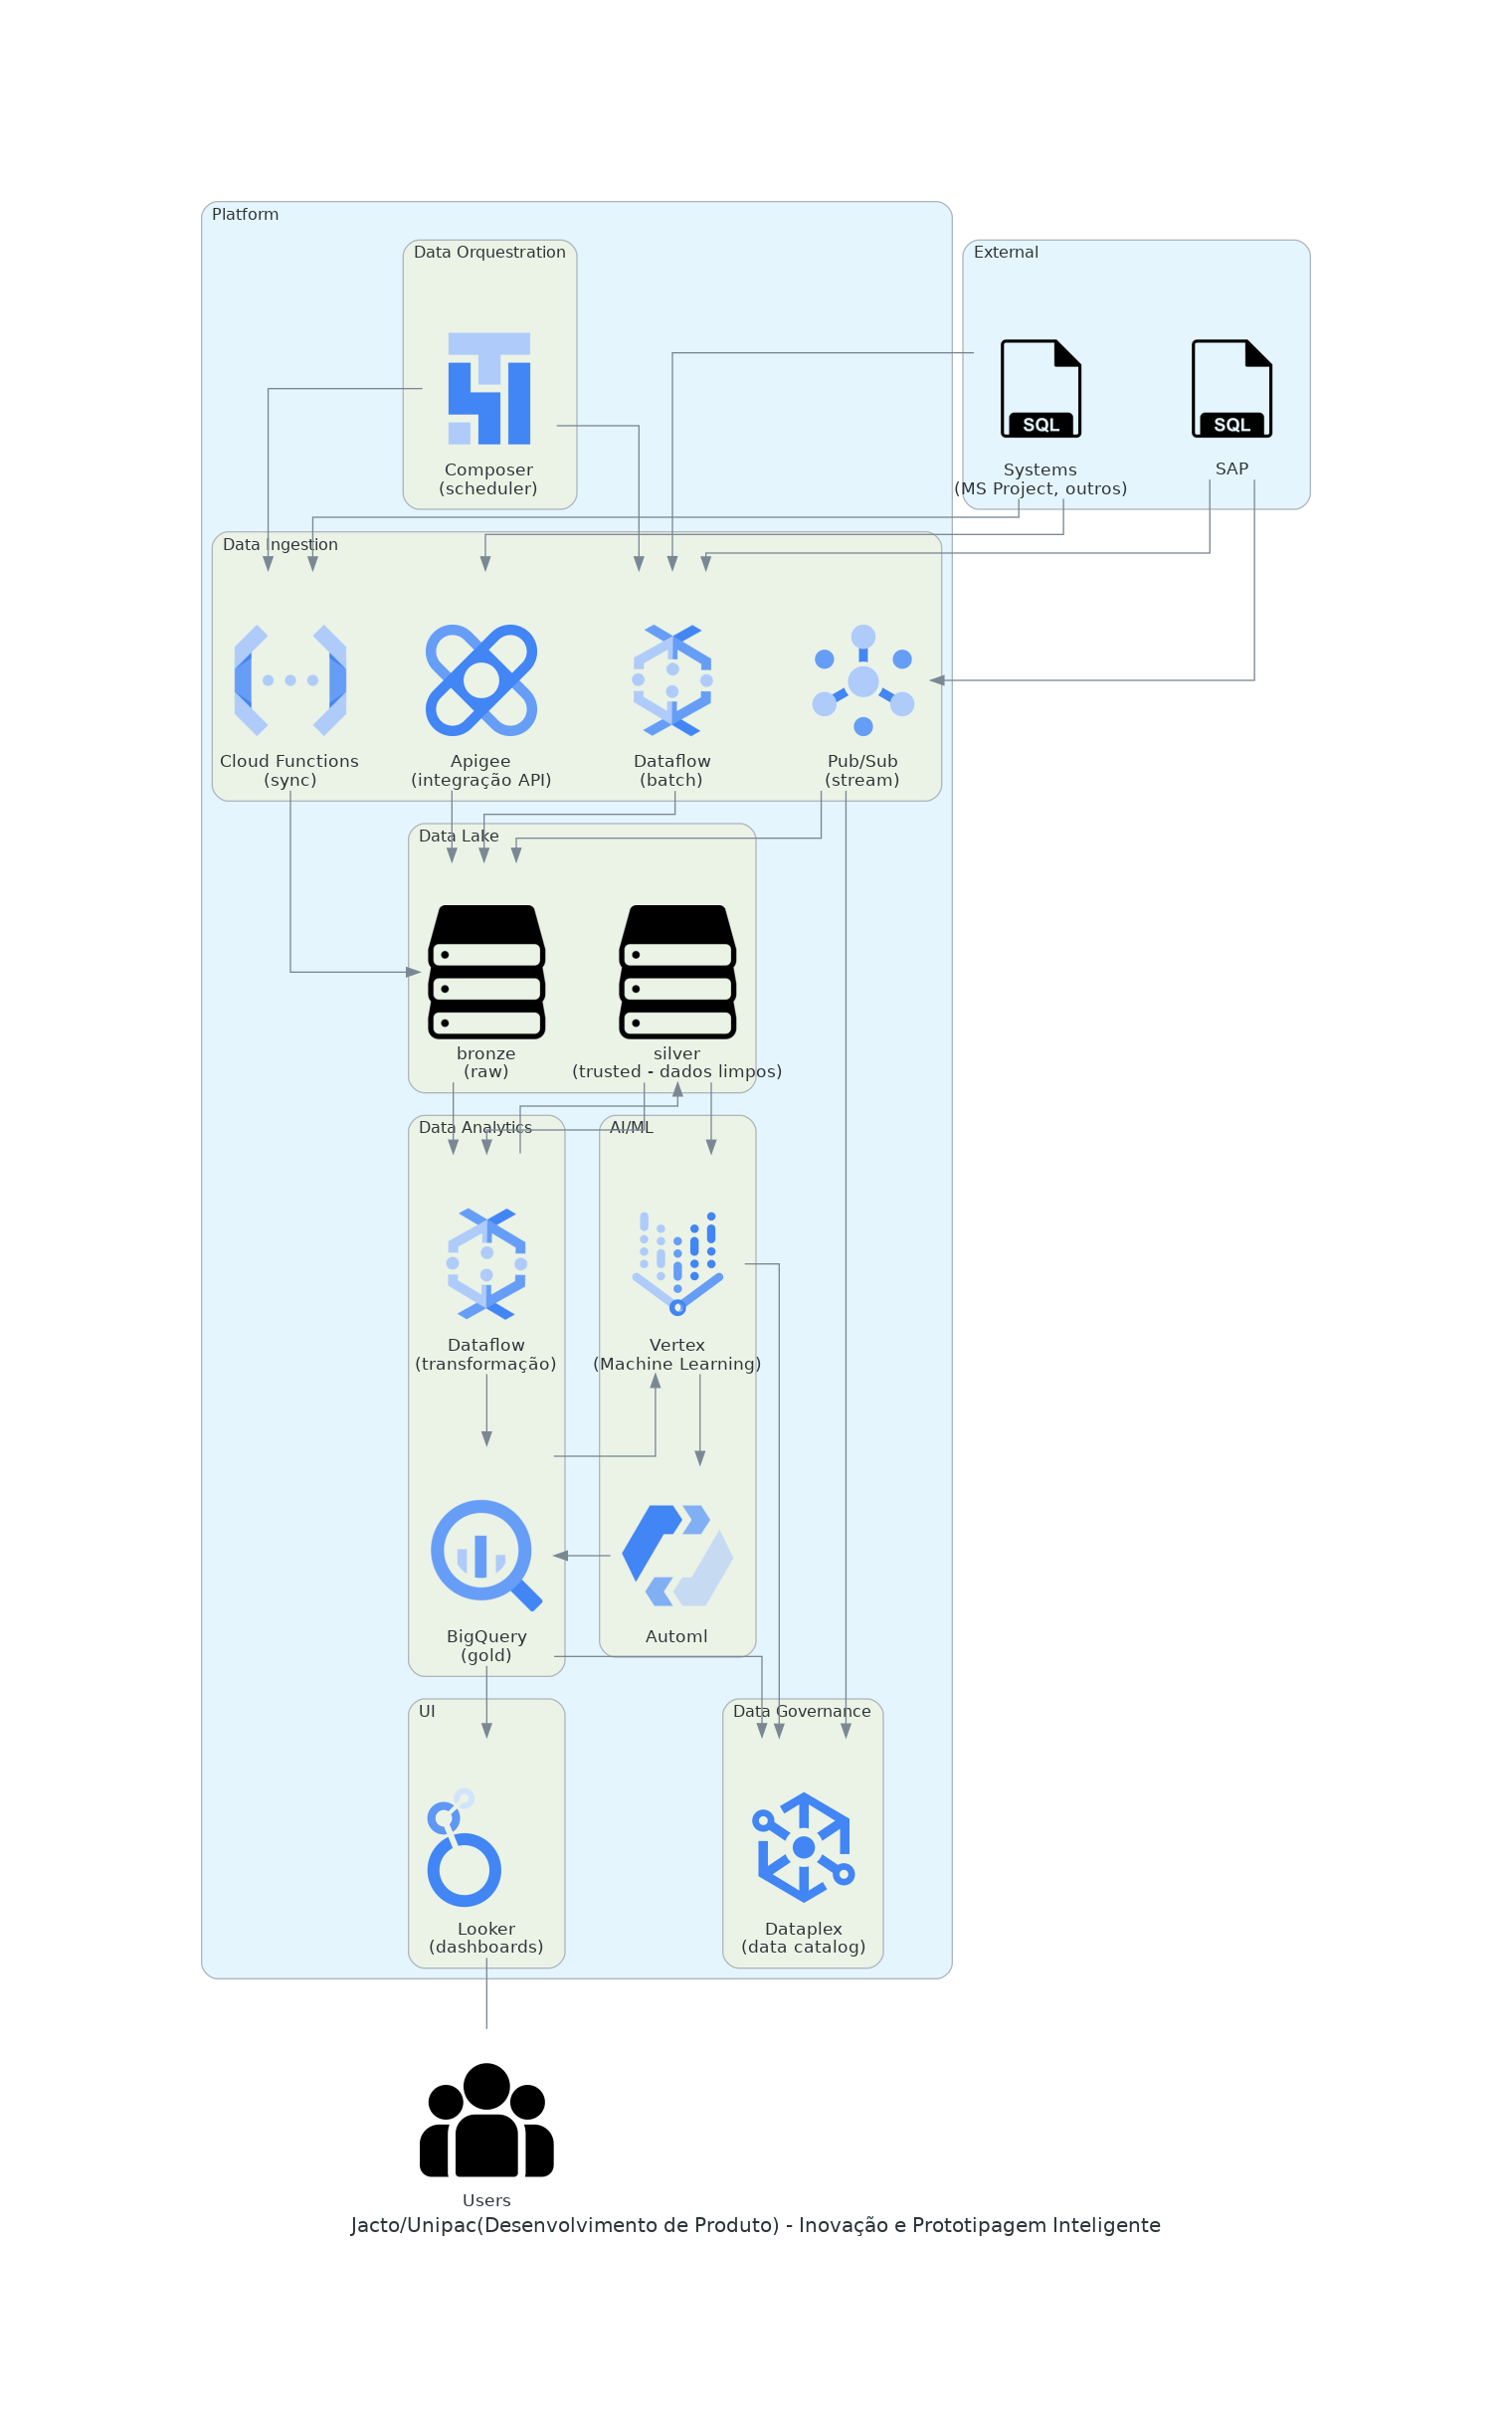 Platform
Data Orquestration
External
SQL
SQL
Composer
(scheduler)
Systems
(MS Project, outros)
SAP
Data Ingestion
Cloud Functions
(sync)
Apigee
(integração API)
Dataflow
(batch)
Pub/Sub
(stream)
Data Lake
bronze
(raw)
silver
(trusted - dados limpos)
Data Analytics
AI/ML
Dataflow
(transformação)
Vertex
(Machine Learning)
BigQuery
(gold)
Automl
UI
Data Governance
Looker
(dashboards)
Dataplex
(data catalog)
Users
Jacto/Unipac(Desenvolvimento de Produto) - Inovação e Prototipagem Inteligente